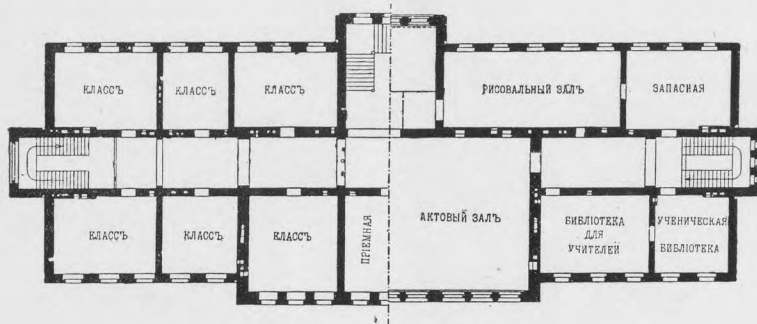 КЛАССЪ
КЛАССЪ
КЛАССЪ
РИСОВАЛЬНЫЙ ЗАЛЪ
ЗАПАСНАЯ
КЛАССЪ
КЛАССЪ
КЛАССЪ
ПРІЕМНАЯ
АКТОВЫЙ ЗАЛЪ
БИБЛІОТЕКА
ДЛЯ
УЧИТЕЛЕЙ
УЧЕНИЧЕСКАЯ
БИБЛІОТЕКА